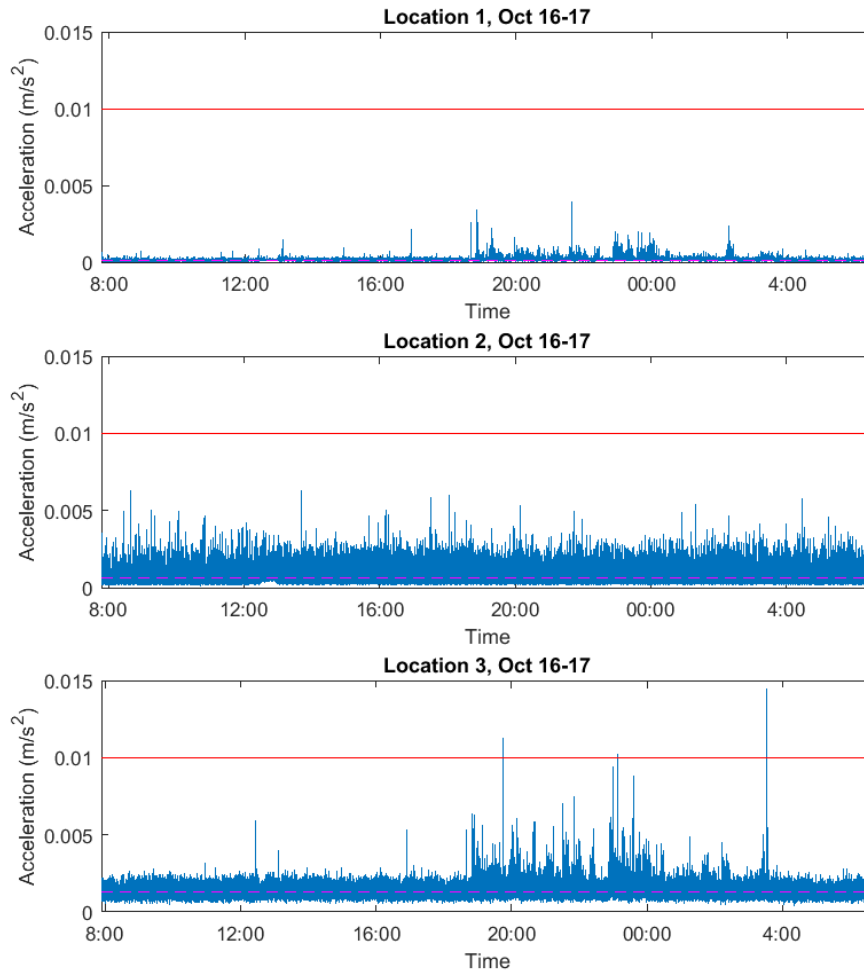 Location 1, Oct 16-17
0.015
0.01
0.005
0
Acceleration (m/s²)
8:00 12:00 16:00 20:00 00:00 4:00
Time
Location 2, Oct 16-17
0.015
0.01
0.005
0
Acceleration (m/s²)
8:00 12:00 16:00 20:00 00:00 4:00
Time
Location 3, Oct 16-17
0.015
0.01
0.005
0
Acceleration (m/s²)
8:00 12:00 16:00 20:00 00:00 4:00
Time